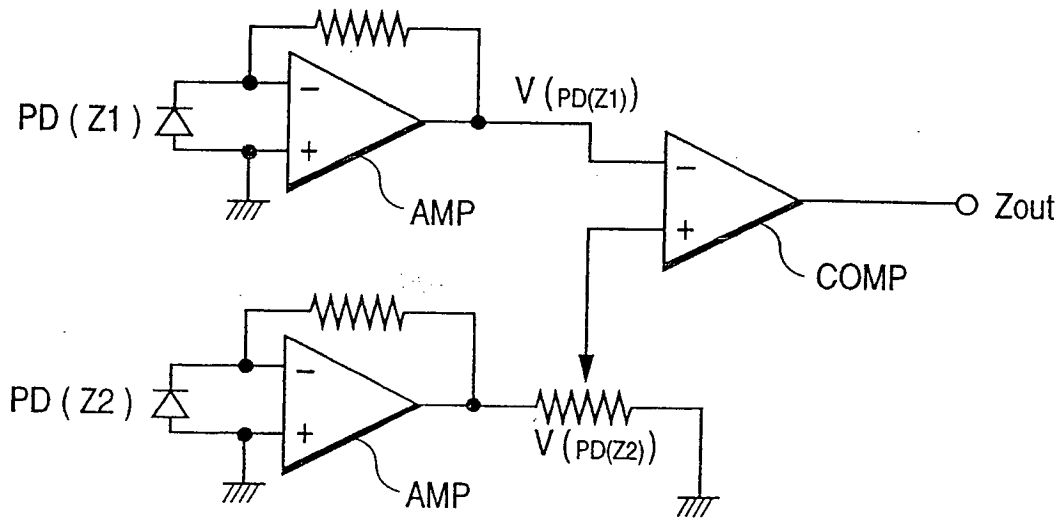 V (PD(Z1))
PD ( Z1 )
−
+
AMP
−
+
Zout
COMP
PD ( Z2 )
−
+
V (PD(Z2))
AMP